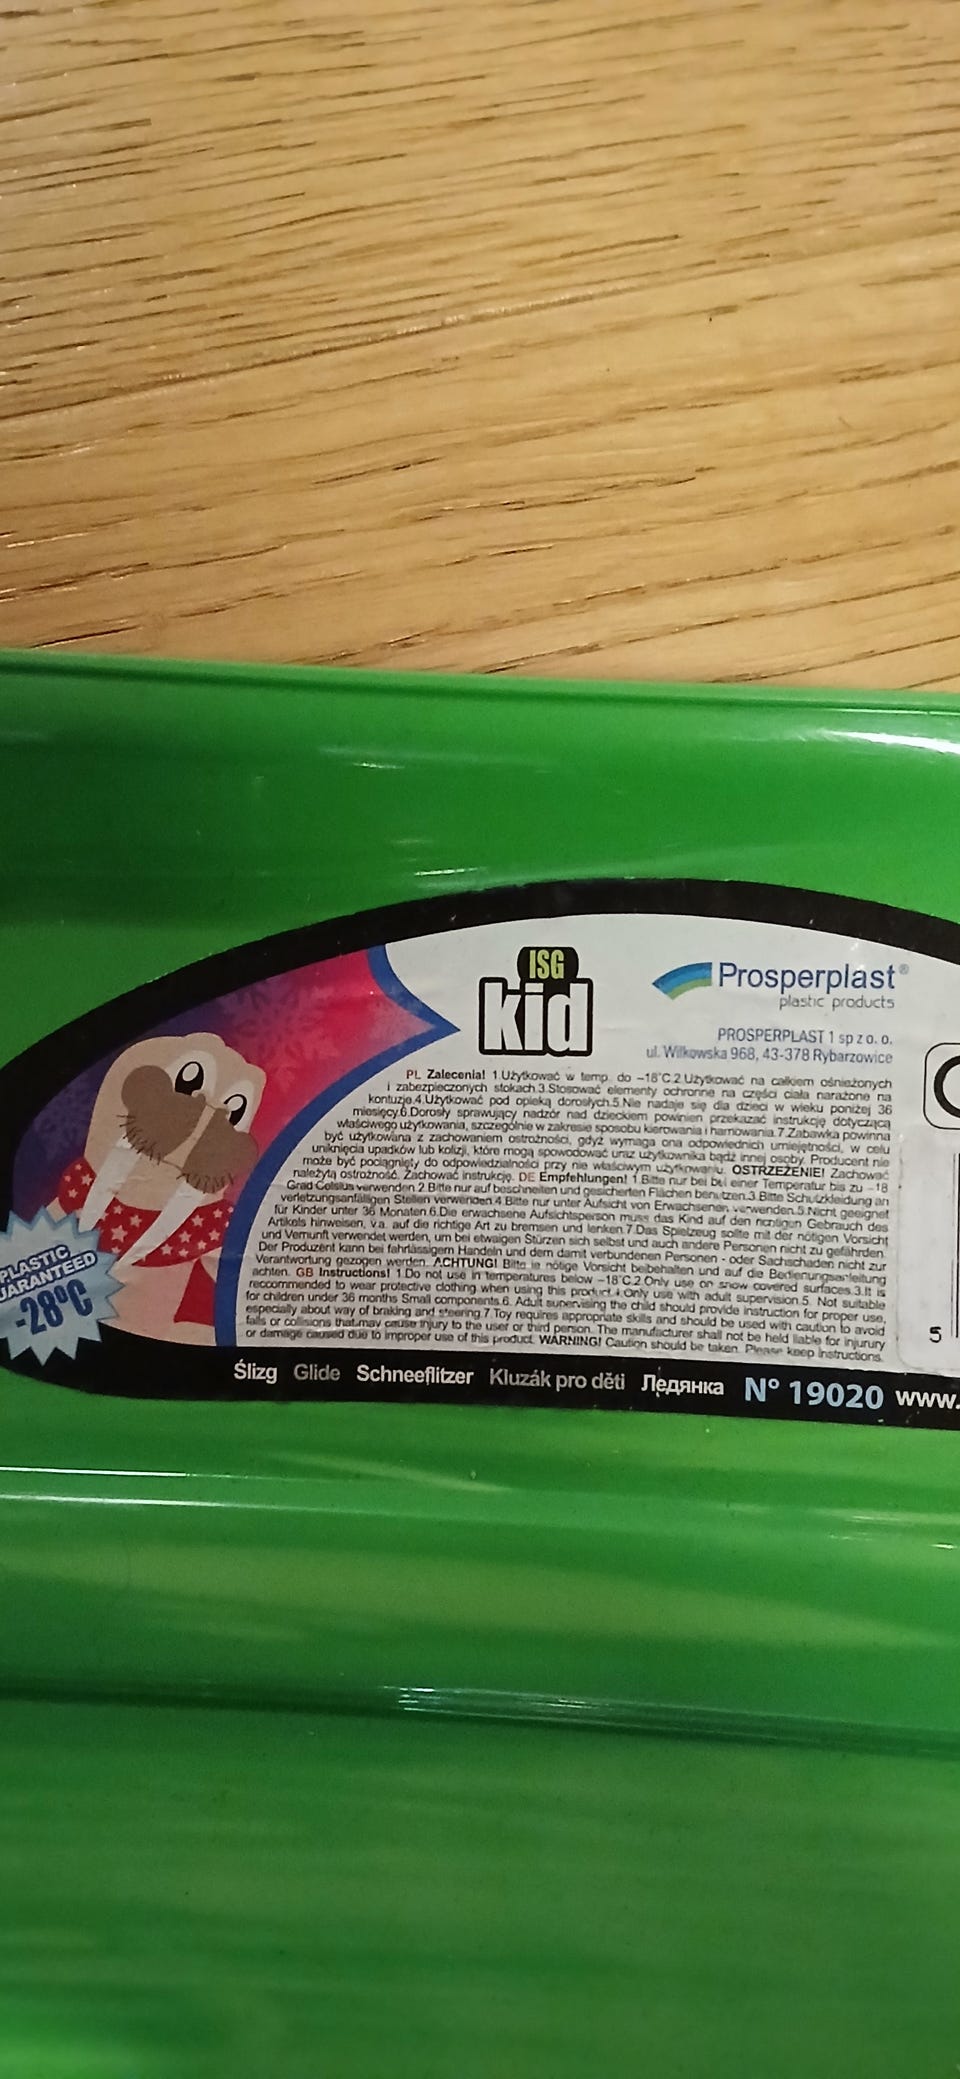 ISG
kid
Prosperplast®
plastic products
PROSPERPLAST 1 sp z o. o.
ul. Wilkowska 968, 43-378 Rybarzowice
PL Zalecenia! 1.Użytkować w temp. do –18°C.2.Użytkować na całkiem ośnieżonych
i zabezpieczonych stokach.3.Stosować elementy ochronne na części ciała narażone na
kontuzje.4.Użytkować pod opieką dorosłych.5.Nie nadaje się dla dzieci w wieku poniżej 36
miesięcy.6.Dorosły sprawujący nadzór nad dzieckiem powinien przekazać instrukcję dotyczącą
właściwego użytkowania, szczególnie w zakresie sposobu kierowania i hamowania.7.Zabawka powinna
być użytkowana z zachowaniem ostrożności, gdyż wymaga ona odpowiednich umiejętności, w celu
uniknięcia upadków lub kolizji, które mogą spowodować uraz użytkownika bądź innej osoby. Producent nie
może być pociągnięty do odpowiedzialności przy nie właściwym użytkowaniu. OSTRZEŻENIE! Zachować
należytą ostrożność. Zachować instrukcję. DE Empfehlungen! 1.Bitte nur bei bei einer Temperatur bis zu –18
Grad Celsius verwenden.2.Bitte nur auf beschneiten und gesicherten Flächen benutzen.3.Bitte Schutzkleidung an
verletzungsanfälligen Stellen verwenden.4.Bitte nur unter Aufsicht von Erwachsenen verwenden.5.Nicht geeignet
für Kinder unter 36 Monaten.6.Die erwachsene Aufsichtsperson muss das Kind auf den richtigen Gebrauch des
Artikels hinweisen, v.a. auf die richtige Art zu bremsen und lenken.7.Das Spielzeug sollte mit der nötigen Vorsicht
und Vernunft verwendet werden, um bei etwaigen Stürzen sich selbst und auch andere Personen nicht zu gefährden.
Der Produzent kann bei fahrlässigem Handeln und dem damit verbundenen Personen - oder Sachschaden nicht zur
Verantwortung gezogen werden. ACHTUNG! Bitte nötige Vorsicht beibehalten und auf die Bedienungsanleitung
achten. GB Instructions! 1.Do not use in temperatures below –18°C.2.Only use on snow covered surfaces.3.It is
reccommended to wear protective clothing when using this product.4.Only use with adult supervision.5. Not suitable
for children under 36 months Small components.6. Adult supervising the child should provide instruction for proper use,
especially about way of braking and steering.7.Toy requires appropriate skills and should be used with caution to avoid
falls or collisions that may cause injury to the user or third person. The manufacturer shall not be held liable for injurury
or damage caused due to improper use of this product. WARNING! Caution should be taken. Please keep instructions.
PLASTIC
UARANTEED
-28°C
5
Ślizg Glide Schneeflitzer Kluzák pro děti Ледянка N° 19020 www.